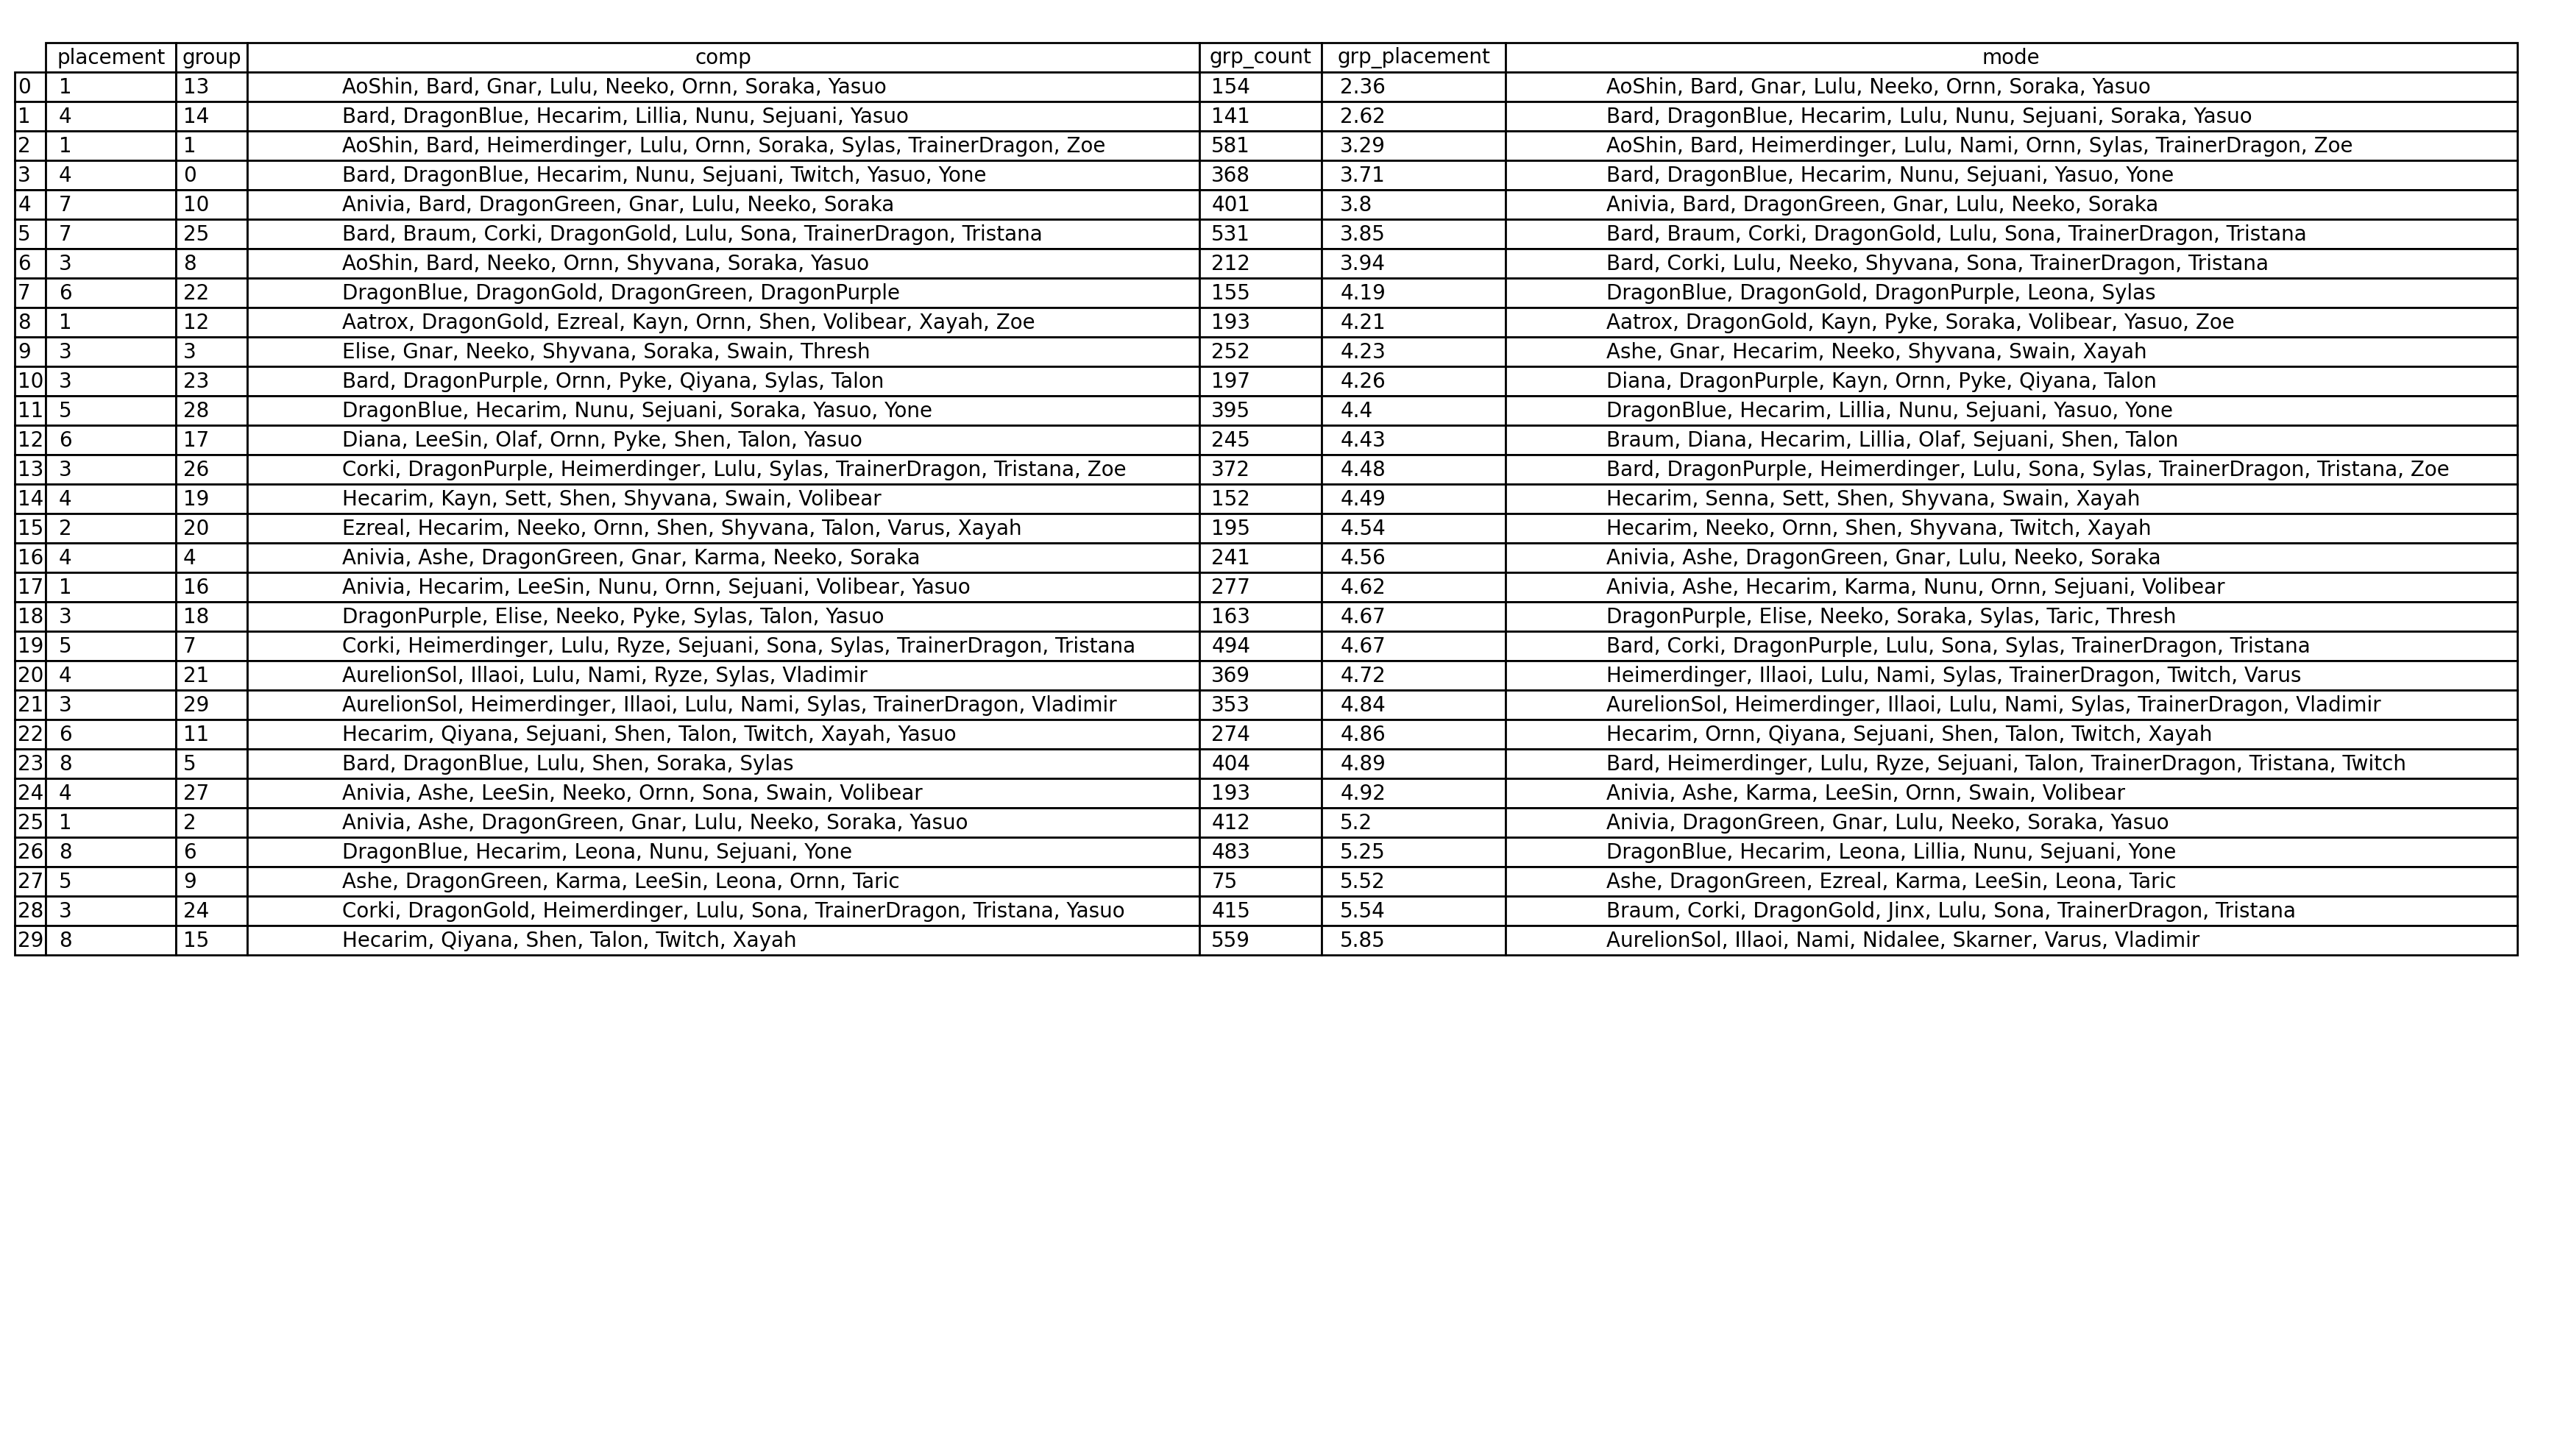 placement group comp grp_count grp_placement mode
0 1 13 AoShin, Bard, Gnar, Lulu, Neeko, Ornn, Soraka, Yasuo 154 2.36 AoShin, Bard, Gnar, Lulu, Neeko, Ornn, Soraka, Yasuo
1 4 14 Bard, DragonBlue, Hecarim, Lillia, Nunu, Sejuani, Yasuo 141 2.62 Bard, DragonBlue, Hecarim, Lulu, Nunu, Sejuani, Soraka, Yasuo
2 1 1 AoShin, Bard, Heimerdinger, Lulu, Ornn, Soraka, Sylas, TrainerDragon, Zoe 581 3.29 AoShin, Bard, Heimerdinger, Lulu, Nami, Ornn, Sylas, TrainerDragon, Zoe
3 4 0 Bard, DragonBlue, Hecarim, Nunu, Sejuani, Twitch, Yasuo, Yone 368 3.71 Bard, DragonBlue, Hecarim, Nunu, Sejuani, Yasuo, Yone
4 7 10 Anivia, Bard, DragonGreen, Gnar, Lulu, Neeko, Soraka 401 3.8 Anivia, Bard, DragonGreen, Gnar, Lulu, Neeko, Soraka
5 7 25 Bard, Braum, Corki, DragonGold, Lulu, Sona, TrainerDragon, Tristana 531 3.85 Bard, Braum, Corki, DragonGold, Lulu, Sona, TrainerDragon, Tristana
6 3 8 AoShin, Bard, Neeko, Ornn, Shyvana, Soraka, Yasuo 212 3.94 Bard, Corki, Lulu, Neeko, Shyvana, Sona, TrainerDragon, Tristana
7 6 22 DragonBlue, DragonGold, DragonGreen, DragonPurple 155 4.19 DragonBlue, DragonGold, DragonPurple, Leona, Sylas
8 1 12 Aatrox, DragonGold, Ezreal, Kayn, Ornn, Shen, Volibear, Xayah, Zoe 193 4.21 Aatrox, DragonGold, Kayn, Pyke, Soraka, Volibear, Yasuo, Zoe
9 3 3 Elise, Gnar, Neeko, Shyvana, Soraka, Swain, Thresh 252 4.23 Ashe, Gnar, Hecarim, Neeko, Shyvana, Swain, Xayah
10 3 23 Bard, DragonPurple, Ornn, Pyke, Qiyana, Sylas, Talon 197 4.26 Diana, DragonPurple, Kayn, Ornn, Pyke, Qiyana, Talon
11 5 28 DragonBlue, Hecarim, Nunu, Sejuani, Soraka, Yasuo, Yone 395 4.4 DragonBlue, Hecarim, Lillia, Nunu, Sejuani, Yasuo, Yone
12 6 17 Diana, LeeSin, Olaf, Ornn, Pyke, Shen, Talon, Yasuo 245 4.43 Braum, Diana, Hecarim, Lillia, Olaf, Sejuani, Shen, Talon
13 3 26 Corki, DragonPurple, Heimerdinger, Lulu, Sylas, TrainerDragon, Tristana, Zoe 372 4.48 Bard, DragonPurple, Heimerdinger, Lulu, Sona, Sylas, TrainerDragon, Tristana, Zoe
14 4 19 Hecarim, Kayn, Sett, Shen, Shyvana, Swain, Volibear 152 4.49 Hecarim, Senna, Sett, Shen, Shyvana, Swain, Xayah
15 2 20 Ezreal, Hecarim, Neeko, Ornn, Shen, Shyvana, Talon, Varus, Xayah 195 4.54 Hecarim, Neeko, Ornn, Shen, Shyvana, Twitch, Xayah
16 4 4 Anivia, Ashe, DragonGreen, Gnar, Karma, Neeko, Soraka 241 4.56 Anivia, Ashe, DragonGreen, Gnar, Lulu, Neeko, Soraka
17 1 16 Anivia, Hecarim, LeeSin, Nunu, Ornn, Sejuani, Volibear, Yasuo 277 4.62 Anivia, Ashe, Hecarim, Karma, Nunu, Ornn, Sejuani, Volibear
18 3 18 DragonPurple, Elise, Neeko, Pyke, Sylas, Talon, Yasuo 163 4.67 DragonPurple, Elise, Neeko, Soraka, Sylas, Taric, Thresh
19 5 7 Corki, Heimerdinger, Lulu, Ryze, Sejuani, Sona, Sylas, TrainerDragon, Tristana 494 4.67 Bard, Corki, DragonPurple, Lulu, Sona, Sylas, TrainerDragon, Tristana
20 4 21 AurelionSol, Illaoi, Lulu, Nami, Ryze, Sylas, Vladimir 369 4.72 Heimerdinger, Illaoi, Lulu, Nami, Sylas, TrainerDragon, Twitch, Varus
21 3 29 AurelionSol, Heimerdinger, Illaoi, Lulu, Nami, Sylas, TrainerDragon, Vladimir 353 4.84 AurelionSol, Heimerdinger, Illaoi, Lulu, Nami, Sylas, TrainerDragon, Vladimir
22 6 11 Hecarim, Qiyana, Sejuani, Shen, Talon, Twitch, Xayah, Yasuo 274 4.86 Hecarim, Ornn, Qiyana, Sejuani, Shen, Talon, Twitch, Xayah
23 8 5 Bard, DragonBlue, Lulu, Shen, Soraka, Sylas 404 4.89 Bard, Heimerdinger, Lulu, Ryze, Sejuani, Talon, TrainerDragon, Tristana, Twitch
24 4 27 Anivia, Ashe, LeeSin, Neeko, Ornn, Sona, Swain, Volibear 193 4.92 Anivia, Ashe, Karma, LeeSin, Ornn, Swain, Volibear
25 1 2 Anivia, Ashe, DragonGreen, Gnar, Lulu, Neeko, Soraka, Yasuo 412 5.2 Anivia, DragonGreen, Gnar, Lulu, Neeko, Soraka, Yasuo
26 8 6 DragonBlue, Hecarim, Leona, Nunu, Sejuani, Yone 483 5.25 DragonBlue, Hecarim, Leona, Lillia, Nunu, Sejuani, Yone
27 5 9 Ashe, DragonGreen, Karma, LeeSin, Leona, Ornn, Taric 75 5.52 Ashe, DragonGreen, Ezreal, Karma, LeeSin, Leona, Taric
28 3 24 Corki, DragonGold, Heimerdinger, Lulu, Sona, TrainerDragon, Tristana, Yasuo 415 5.54 Braum, Corki, DragonGold, Jinx, Lulu, Sona, TrainerDragon, Tristana
29 8 15 Hecarim, Qiyana, Shen, Talon, Twitch, Xayah 559 5.85 AurelionSol, Illaoi, Nami, Nidalee, Skarner, Varus, Vladimir